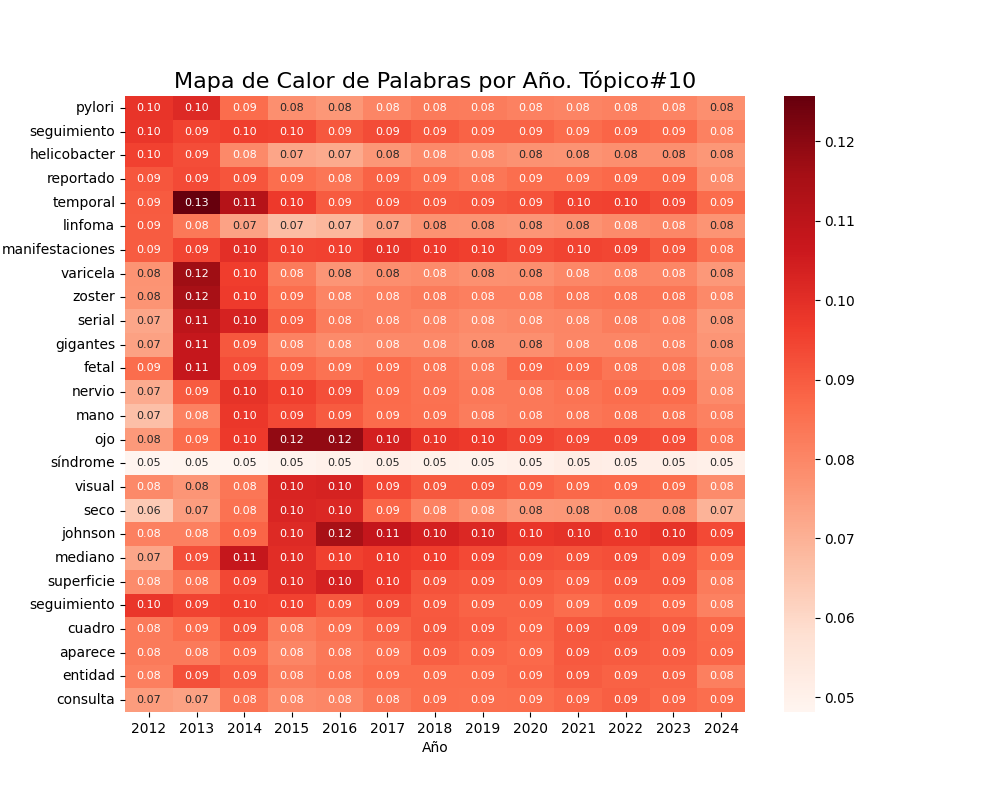 Mapa de Calor de Palabras por Año. Tópico#10
pylori 0.10 0.10 0.09 0.08 0.08 0.08 0.08 0.08 0.08 0.08 0.08 0.08 0.08
seguimiento 0.10 0.09 0.10 0.10 0.09 0.09 0.09 0.09 0.09 0.09 0.09 0.09 0.08
helicobacter 0.10 0.09 0.08 0.07 0.07 0.08 0.08 0.08 0.08 0.08 0.08 0.08 0.08
reportado 0.09 0.09 0.09 0.09 0.08 0.09 0.09 0.08 0.09 0.09 0.09 0.09 0.08
temporal 0.09 0.13 0.11 0.10 0.09 0.09 0.09 0.09 0.09 0.10 0.10 0.09 0.09
linfoma 0.09 0.08 0.07 0.07 0.07 0.07 0.08 0.08 0.08 0.08 0.08 0.08 0.08
manifestaciones 0.09 0.09 0.10 0.10 0.10 0.10 0.10 0.10 0.09 0.10 0.09 0.09 0.08
varicela 0.08 0.12 0.10 0.08 0.08 0.08 0.08 0.08 0.08 0.08 0.08 0.08 0.08
zoster 0.08 0.12 0.10 0.09 0.08 0.08 0.08 0.08 0.08 0.08 0.08 0.08 0.08
serial 0.07 0.11 0.10 0.09 0.08 0.08 0.08 0.08 0.08 0.08 0.08 0.08 0.08
gigantes 0.07 0.11 0.09 0.08 0.08 0.08 0.08 0.08 0.08 0.08 0.08 0.08 0.08
fetal 0.09 0.11 0.09 0.09 0.09 0.09 0.08 0.08 0.09 0.09 0.08 0.08 0.08
nervio 0.07 0.09 0.10 0.10 0.09 0.09 0.09 0.08 0.08 0.08 0.09 0.09 0.08
mano 0.07 0.08 0.10 0.09 0.09 0.09 0.09 0.08 0.08 0.08 0.08 0.08 0.08
ojo 0.08 0.09 0.10 0.12 0.12 0.10 0.10 0.10 0.09 0.09 0.09 0.09 0.08
síndrome 0.05 0.05 0.05 0.05 0.05 0.05 0.05 0.05 0.05 0.05 0.05 0.05 0.05
visual 0.08 0.08 0.08 0.10 0.10 0.09 0.09 0.09 0.09 0.09 0.09 0.09 0.08
seco 0.06 0.07 0.08 0.10 0.10 0.09 0.08 0.08 0.08 0.08 0.08 0.08 0.07
johnson 0.08 0.08 0.09 0.10 0.12 0.11 0.10 0.10 0.10 0.10 0.10 0.10 0.09
mediano 0.07 0.09 0.11 0.10 0.10 0.10 0.10 0.09 0.09 0.09 0.09 0.09 0.09
superficie 0.08 0.08 0.09 0.10 0.10 0.10 0.09 0.09 0.09 0.09 0.09 0.09 0.08
seguimiento 0.10 0.09 0.10 0.10 0.09 0.09 0.09 0.09 0.09 0.09 0.09 0.09 0.08
cuadro 0.08 0.09 0.09 0.08 0.09 0.09 0.09 0.09 0.09 0.09 0.09 0.09 0.09
aparece 0.08 0.08 0.09 0.08 0.08 0.09 0.09 0.09 0.09 0.09 0.09 0.09 0.09
entidad 0.08 0.09 0.09 0.08 0.08 0.09 0.09 0.09 0.09 0.09 0.09 0.09 0.08
consulta 0.07 0.07 0.08 0.08 0.08 0.08 0.09 0.09 0.09 0.09 0.09 0.09 0.09
2012 2013 2014 2015 2016 2017 2018 2019 2020 2021 2022 2023 2024
Año
0.12
0.11
0.10
0.09
0.08
0.07
0.06
0.05